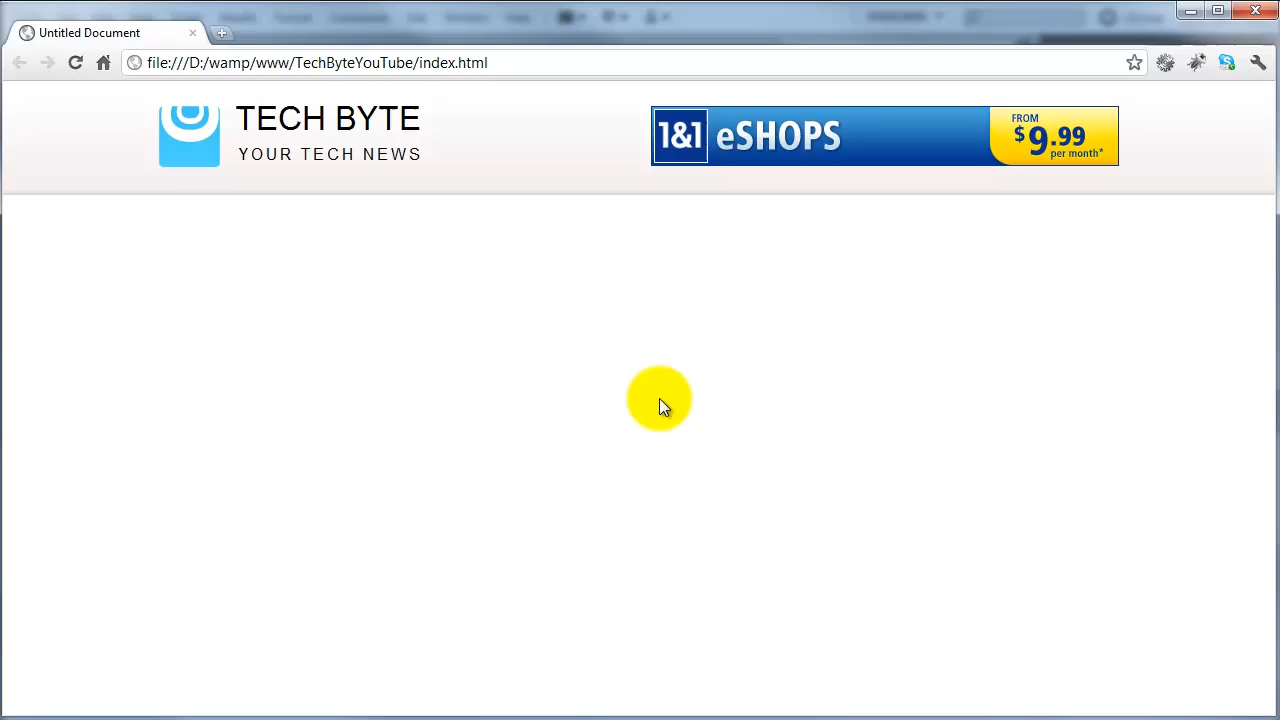 Untitled Document
file:///D:/wamp/www/TechByteYouTube/index.html
TECH BYTE
YOUR TECH NEWS
1&1 eSHOPS
FROM
$9.99
per month*